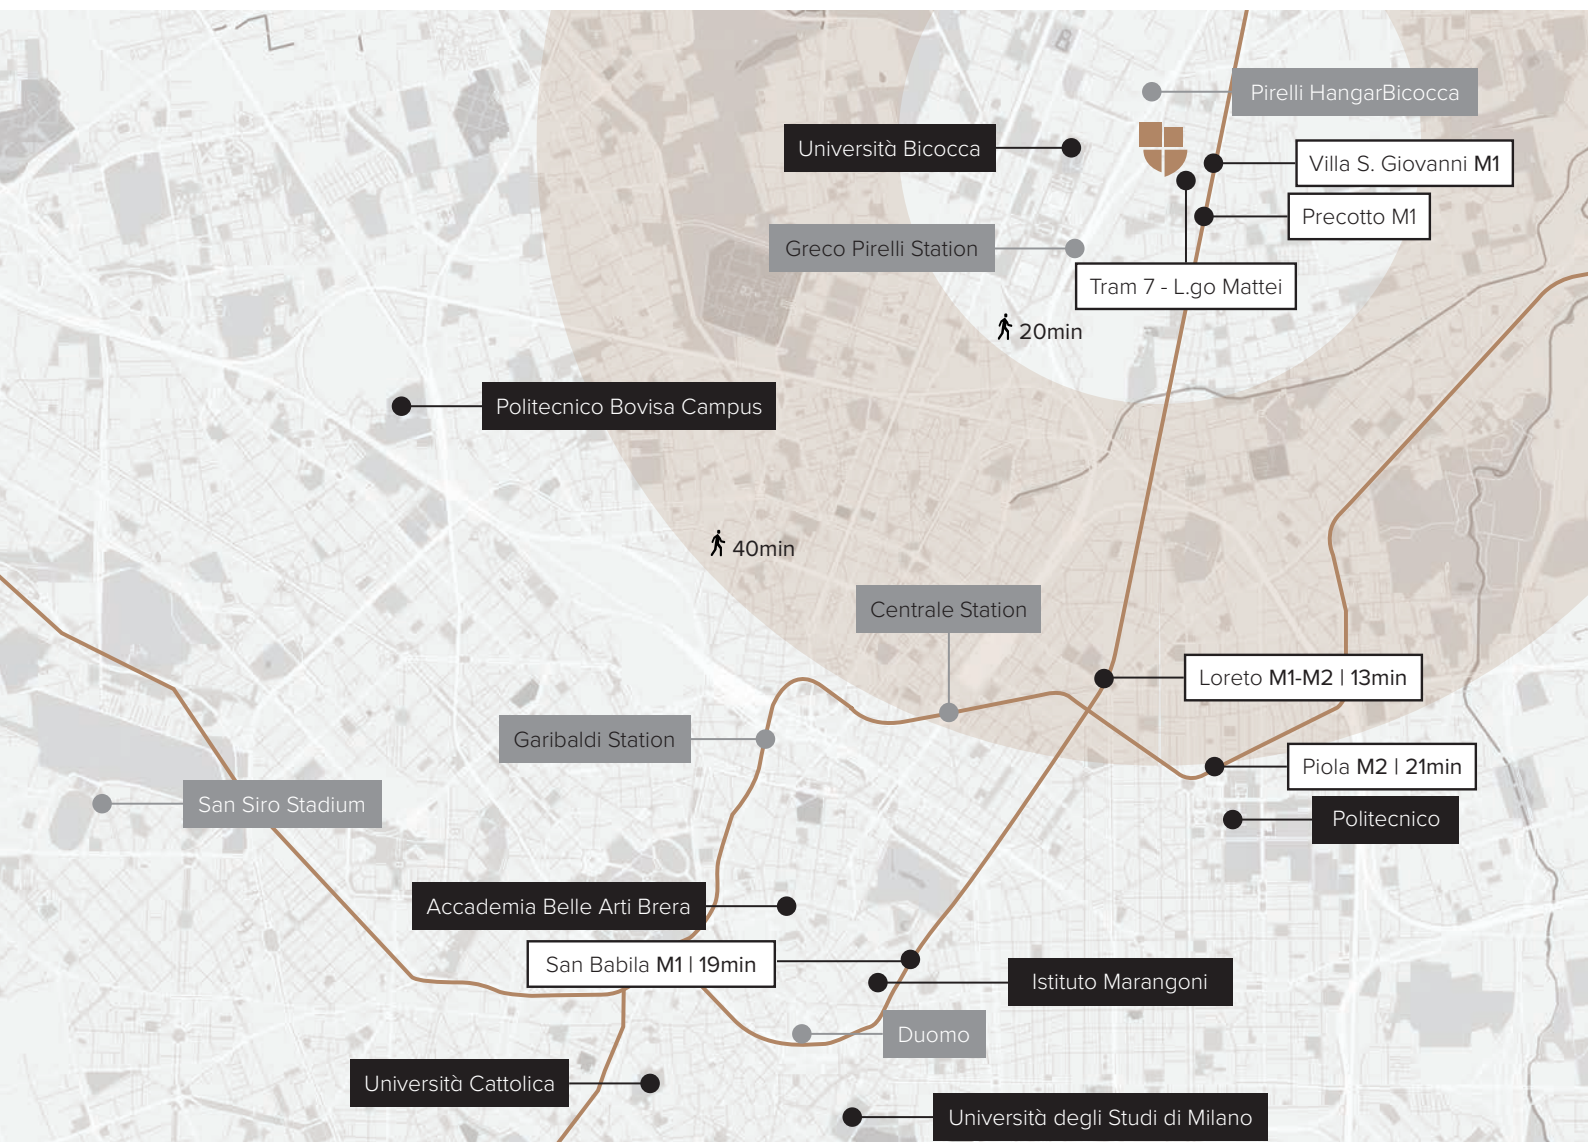 Pirelli HangarBicocca
Università Bicocca
Villa S. Giovanni M1
Precotto M1
Greco Pirelli Station
Tram 7 - L.go Mattei
20min
Politecnico Bovisa Campus
40min
Centrale Station
Loreto M1-M2 | 13min
Garibaldi Station
Piola M2 | 21min
San Siro Stadium
Politecnico
Accademia Belle Arti Brera
San Babila M1 | 19min
Istituto Marangoni
Duomo
Università Cattolica
Università degli Studi di Milano